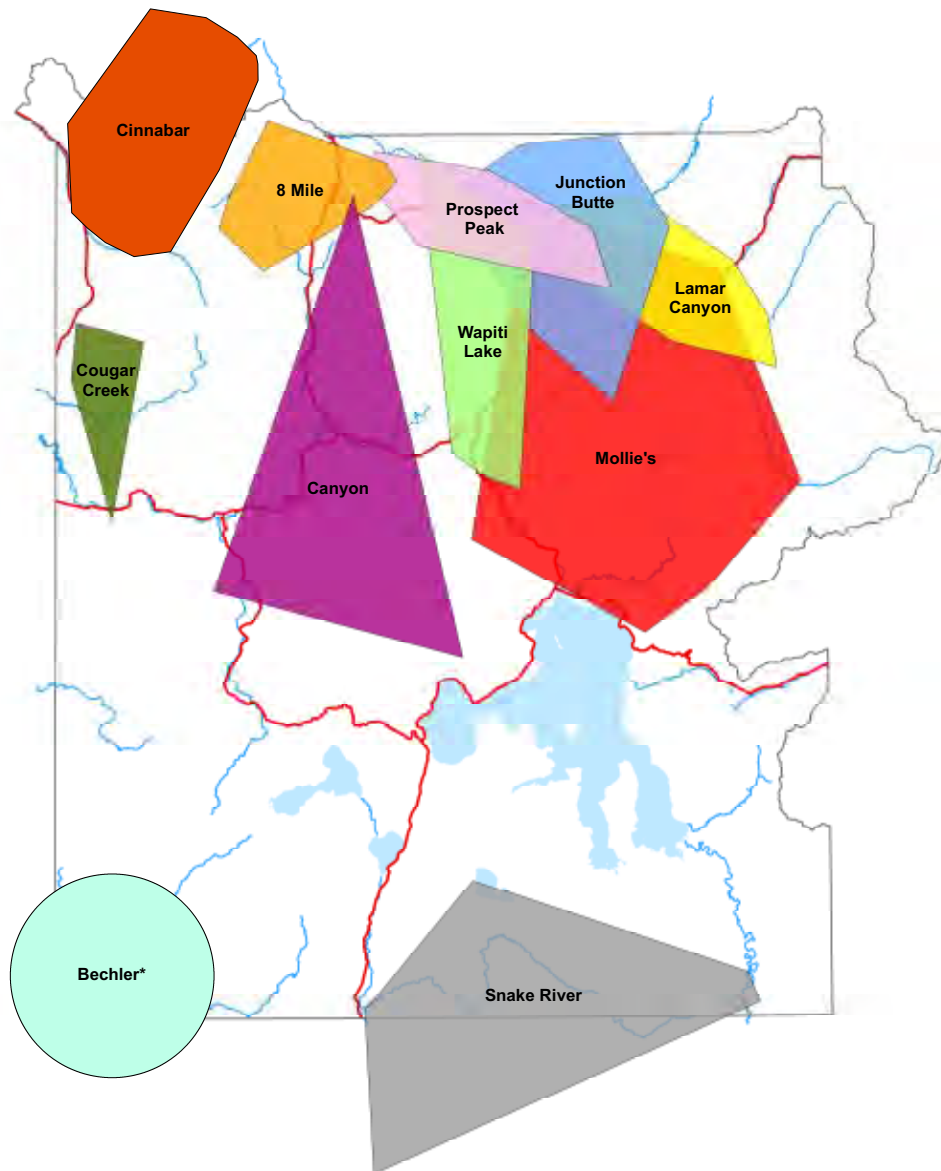 Cinnabar
8 Mile
Junction
Butte
Prospect
Peak
Lamar
Canyon
Wapiti
Lake
Cougar
Creek
Mollie's
Canyon
Bechler*
Snake River